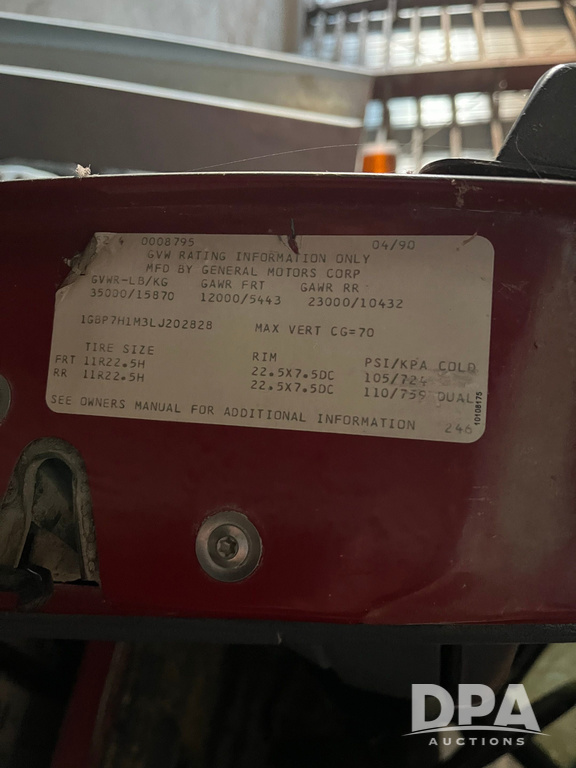 0008795 04/90
GVW RATING INFORMATION ONLY
MFD BY GENERAL MOTORS CORP
GVWR-LB/KG GAWR FRT GAWR RR
35000/15870 12000/5443 23000/10432
1GBP7H1M3LJ202828 MAX VERT CG=70
TIRE SIZE RIM PSI/KPA COLD
FRT 11R22.5H 22.5X7.5DC 105/724
RR 11R22.5H 22.5X7.5DC 110/759 DUAL
SEE OWNERS MANUAL FOR ADDITIONAL INFORMATION 246
10108175
DPA
AUCTIONS